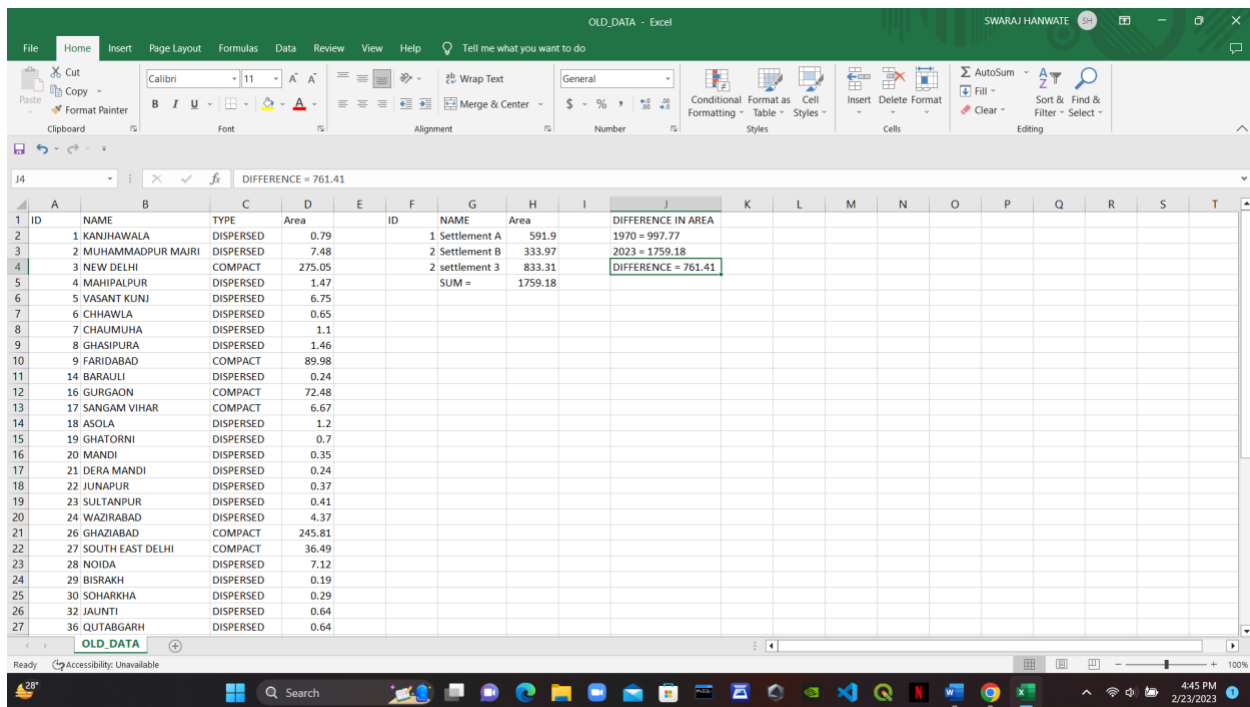 OLD_DATA - Excel
SWARAJ HANWATE SH
File Home Insert Page Layout Formulas Data Review View Help Tell me what you want to do
Paste
Cut
Copy
Format Painter
Clipboard
Calibri 11 A A
B I U A
Font
ab Wrap Text
Merge & Center
Alignment
General
$ % , .00
Number
Conditional Formatting Format as Table Cell Styles
Styles
Insert Delete Format
Cells
AutoSum
Fill
Clear
Sort & Filter Find & Select
Editing
J4 fx DIFFERENCE = 761.41
A B C D E F G H I J K L M N O P Q R S T
1 ID NAME TYPE Area ID NAME Area DIFFERENCE IN AREA
2 1 KANJHAWALA DISPERSED 0.79 1 Settlement A 591.9 1970 = 997.77
3 2 MUHAMMADPUR MAJRI DISPERSED 7.48 2 Settlement B 333.97 2023 = 1759.18
4 3 NEW DELHI COMPACT 275.05 2 settlement 3 833.31 DIFFERENCE = 761.41
5 4 MAHIPALPUR DISPERSED 1.47 SUM = 1759.18
6 5 VASANT KUNJ DISPERSED 6.75
7 6 CHHAWLA DISPERSED 0.65
8 7 CHAUMUHA DISPERSED 1.1
9 8 GHASIPURA DISPERSED 1.46
10 9 FARIDABAD COMPACT 89.98
11 14 BARAULI DISPERSED 0.24
12 16 GURGAON COMPACT 72.48
13 17 SANGAM VIHAR COMPACT 6.67
14 18 ASOLA DISPERSED 1.2
15 19 GHATORNI DISPERSED 0.7
16 20 MANDI DISPERSED 0.35
17 21 DERA MANDI DISPERSED 0.24
18 22 JUNAPUR DISPERSED 0.37
19 23 SULTANPUR DISPERSED 0.41
20 24 WAZIRABAD DISPERSED 4.37
21 26 GHAZIABAD COMPACT 245.81
22 27 SOUTH EAST DELHI COMPACT 36.49
23 28 NOIDA DISPERSED 7.12
24 29 BISRAKH DISPERSED 0.19
25 30 SOHARKHA DISPERSED 0.29
26 32 JAUNTI DISPERSED 0.64
27 36 QUTABGARH DISPERSED 0.64
OLD_DATA
Ready Accessibility: Unavailable 100%
28° Search 4:45 PM
2/23/2023 1